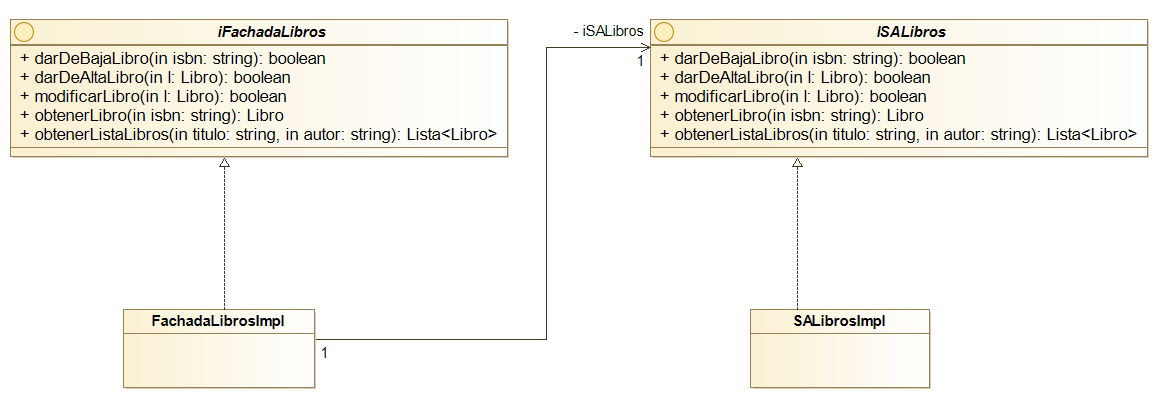 iFachadaLibros
+ darDeBajaLibro(in isbn: string): boolean
+ darDeAltaLibro(in l: Libro): boolean
+ modificarLibro(in l: Libro): boolean
+ obtenerLibro(in isbn: string): Libro
+ obtenerListaLibros(in titulo: string, in autor: string): Lista<Libro>
- iSALibros
1
ISALibros
+ darDeBajaLibro(in isbn: string): boolean
+ darDeAltaLibro(in l: Libro): boolean
+ modificarLibro(in l: Libro): boolean
+ obtenerLibro(in isbn: string): Libro
+ obtenerListaLibros(in titulo: string, in autor: string): Lista<Libro>
FachadaLibrosImpl
1
SALibrosImpl